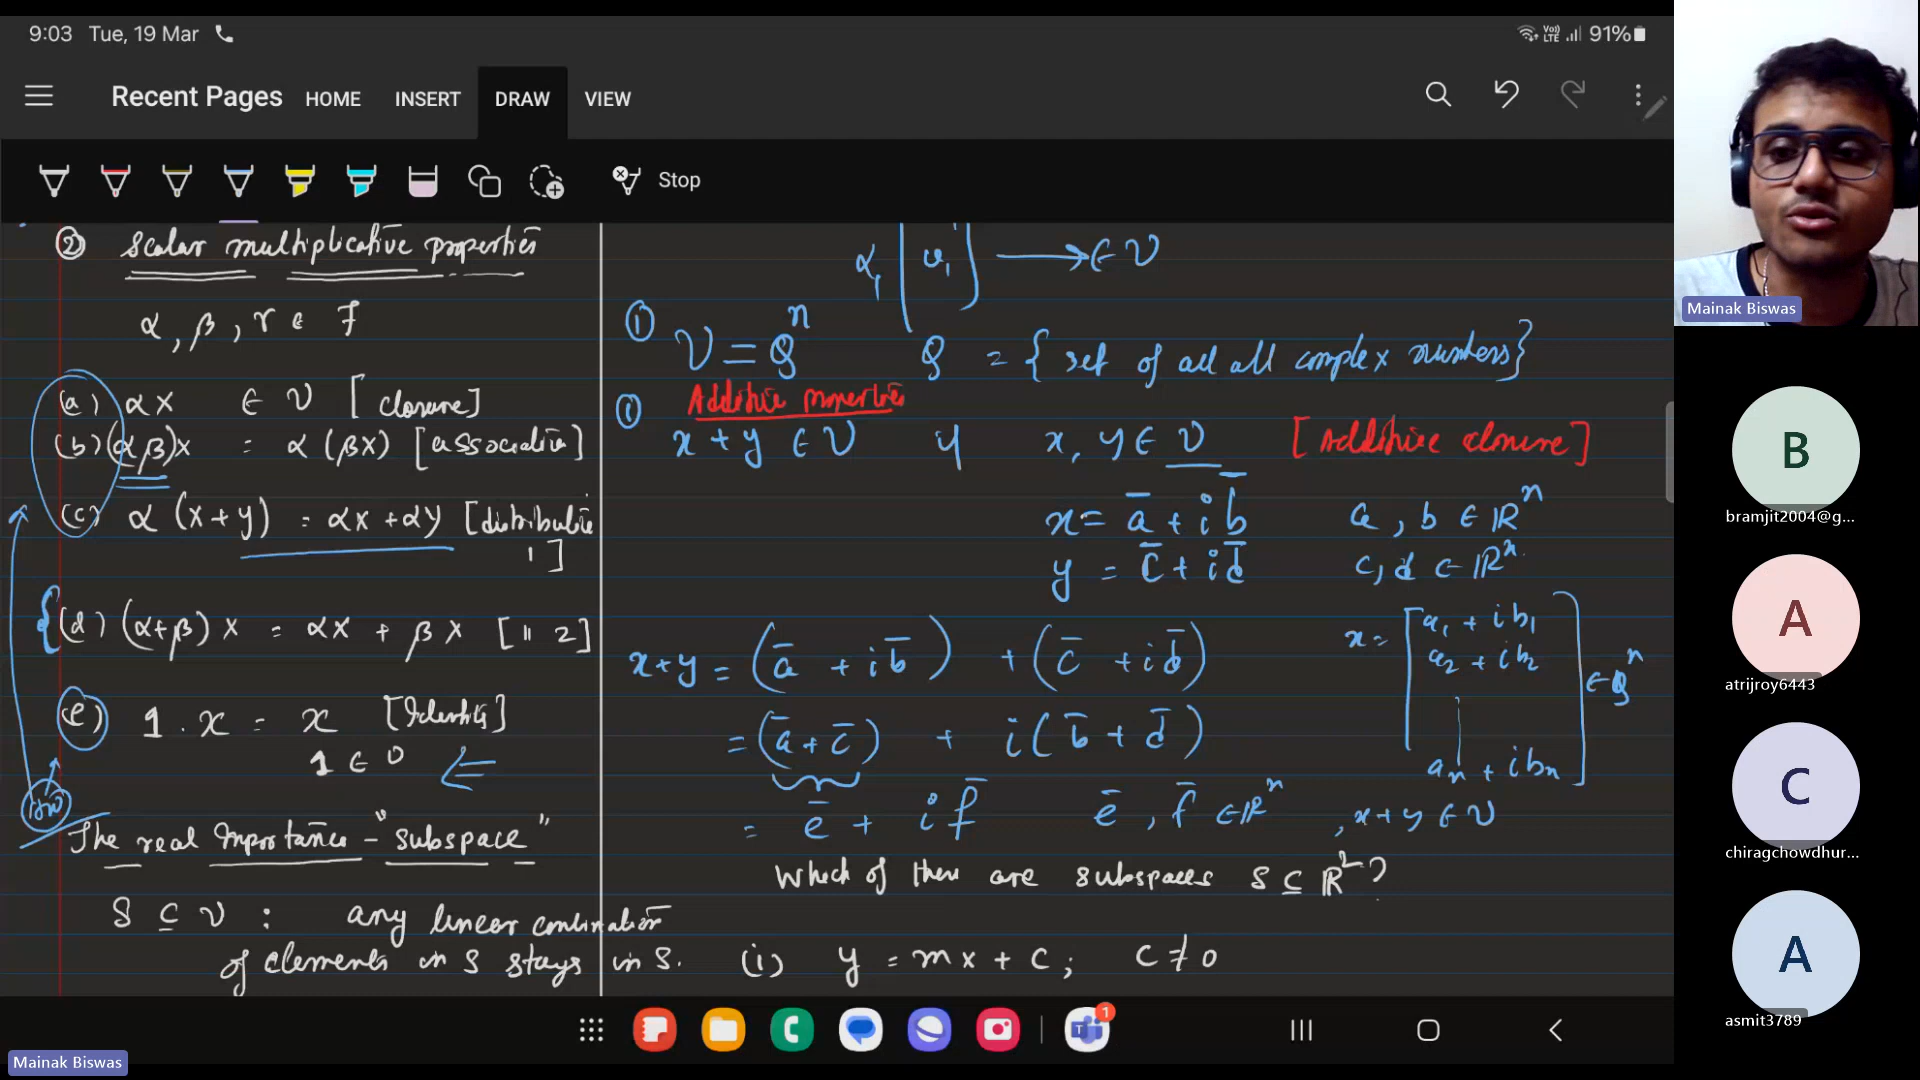 9:03 Tue, 19 Mar
91%
Recent Pages HOME INSERT DRAW VIEW
Stop
② Scalar multiplicative properties
α, β, r ∈ F
(a) αx ∈ V [closure]
(b) (αβ)x = α(βx) [associative]
(c) α(x+y) = αx + αy [distributive
1]
(d) (α+β)x = αx + βx [" 2]
(e) 1.x = x [Identity]
1 ∈ V
The real Importance - "subspace"
S ⊆ V : any linear combination
of elements in S stays in S.
α₁ [v₁] ⟶ ∈ V
①
V = ℂⁿ ℂ = { set of all all complex numbers}
① Additive properties
x + y ∈ V if x, y ∈ V [Additive closure]
x = a̅ + i b̅ a, b ∈ ℝⁿ
y = c̅ + i d̅ c, d ∈ ℝⁿ
x+y = (a̅ + i b̅) + (c̅ + i d̅)
x = [a₁ + ib₁
a₂ + ib₂
aₙ + ibₙ] ∈ ℂⁿ
= (a̅ + c̅) + i(b̅ + d̅)
= e̅ + i f̅ e̅, f̅ ∈ ℝⁿ , x+y ∈ V
Which of these are subspaces S ⊆ ℝ² ?
(i) y = mx + c; c ≠ 0
Mainak Biswas
B
bramjit2004@g...
A
atrijroy6443
C
chiragchowdhur...
A
asmit3789
1
Mainak Biswas